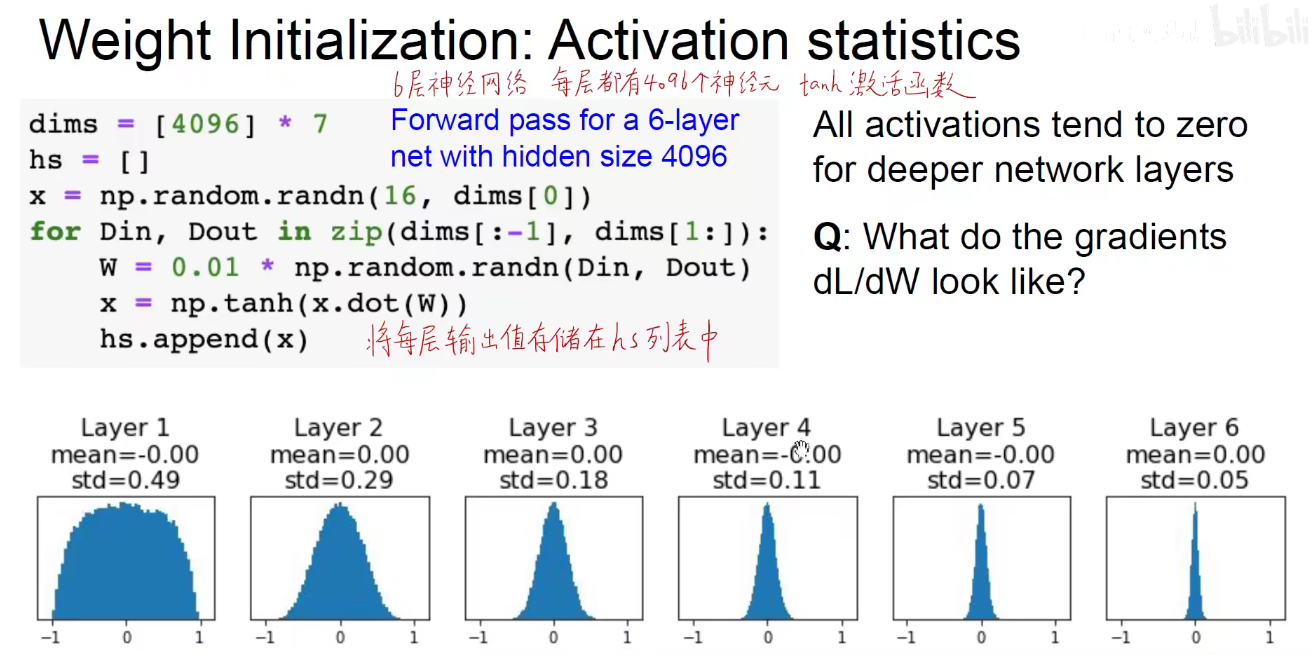 Weight Initialization: Activation statistics
bilibili
6层神经网络 每层都有4096个神经元 tanh激活函数
dims = [4096] * 7
hs = []
x = np.random.randn(16, dims[0])
for Din, Dout in zip(dims[:-1], dims[1:]):
W = 0.01 * np.random.randn(Din, Dout)
x = np.tanh(x.dot(W))
hs.append(x)
将每层输出值存储在hs列表中
Forward pass for a 6-layer
net with hidden size 4096
All activations tend to zero
for deeper network layers
Q: What do the gradients
dL/dW look like?
Layer 1
mean=-0.00
std=0.49
-1 0 1
Layer 2
mean=0.00
std=0.29
-1 0 1
Layer 3
mean=0.00
std=0.18
-1 0 1
Layer 4
mean=-0.00
std=0.11
-1 0 1
Layer 5
mean=-0.00
std=0.07
-1 0 1
Layer 6
mean=0.00
std=0.05
-1 0 1